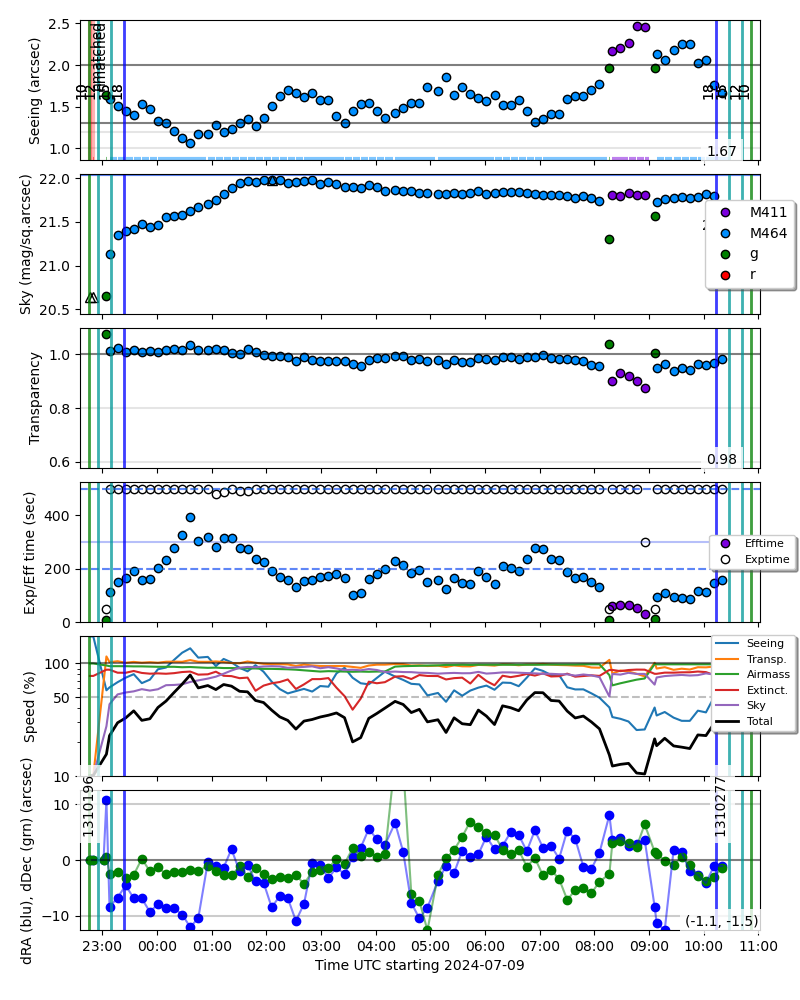 2.5
2.0
1.5
1.0
Seeing (arcsec)
10
unmatched
18
18
12
10
1.67
22.0
21.5
21.0
20.5
Sky (mag/sq.arcsec)
M411
M464
g
r
1.0
0.8
0.6
Transparency
0.98
400
200
0
Exp/Eff time (sec)
Efftime
Exptime
100
50
10
Speed (%)
Seeing
Transp.
Airmass
Extinct.
Sky
Total
10
0
−10
dRA (blu), dDec (grn) (arcsec)
1310196
1310277
(-1.1, -1.5)
23:00 00:00 01:00 02:00 03:00 04:00 05:00 06:00 07:00 08:00 09:00 10:00 11:00
Time UTC starting 2024-07-09